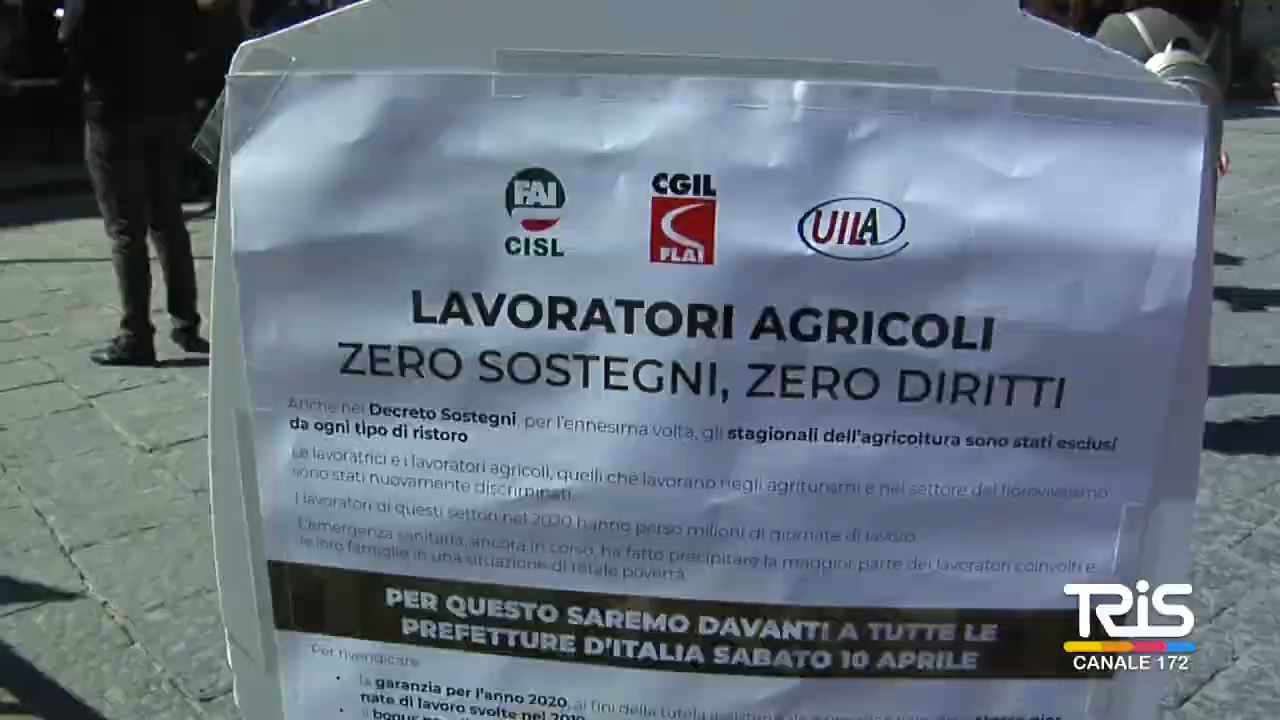 FAI
CISL
CGIL
FLAI
UILA
LAVORATORI AGRICOLI
ZERO SOSTEGNI, ZERO DIRITTI
Anche nel Decreto Sostegni, per l'ennesima volta, gli stagionali dell'agricoltura sono stati esclusi
da ogni tipo di ristoro
Le lavoratrici e i lavoratori agricoli, quelli che lavorano negli agriturismi e nel settore del florovivaismo
sono stati nuovamente discriminati.
I lavoratori di questi settori nel 2020 hanno perso milioni di giornate di lavoro.
L'emergenza sanitaria, ancora in corso, ha fatto precipitare la maggior parte dei lavoratori coinvolti e
le loro famiglie in una situazione di totale povertà.
PER QUESTO SAREMO DAVANTI A TUTTE LE
PREFETTURE D'ITALIA SABATO 10 APRILE
Per rivendicare:
• la garanzia per l'anno 2020, ai fini della tutela
nate di lavoro svolte nel 2019
• il bonus
TRIS
CANALE 172